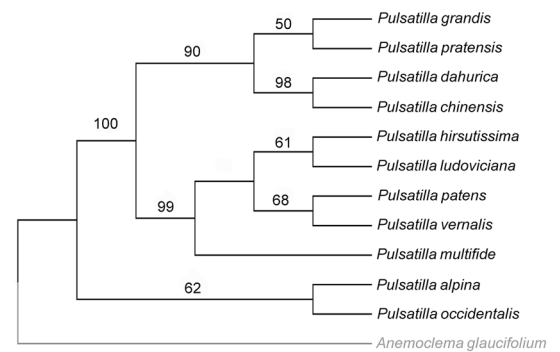 50
Pulsatilla grandis
90
Pulsatilla pratensis
98
Pulsatilla dahurica
Pulsatilla chinensis
100
61
Pulsatilla hirsutissima
Pulsatilla ludoviciana
99
68
Pulsatilla patens
Pulsatilla vernalis
Pulsatilla multifide
62
Pulsatilla alpina
Pulsatilla occidentalis
Anemoclema glaucifolium